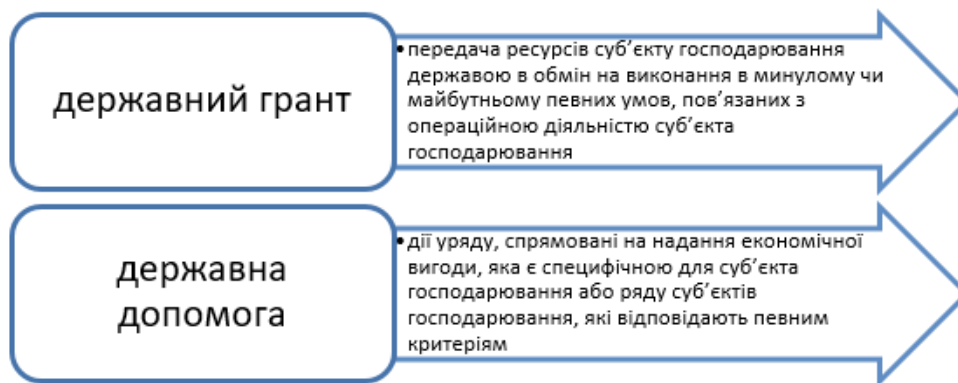 державний грант
•передача ресурсів суб’єкту господарювання
державою в обмін на виконання в минулому чи
майбутньому певних умов, пов’язаних з
операційною діяльністю суб’єкта
господарювання
державна
допомога
•дії уряду, спрямовані на надання економічної
вигоди, яка є специфічною для суб’єкта
господарювання або ряду суб’єктів
господарювання, які відповідають певним
критеріям